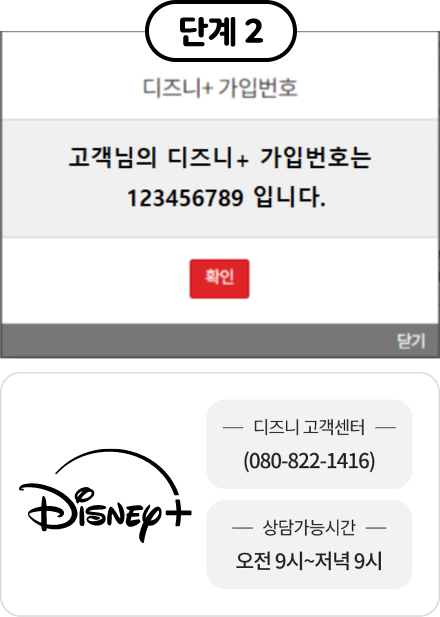 단계 2
디즈니+ 가입번호
고객님의 디즈니+ 가입번호는
123456789 입니다.
확인
닫기
Disney+
디즈니 고객센터
(080-822-1416)
상담가능시간
오전 9시~저녁 9시